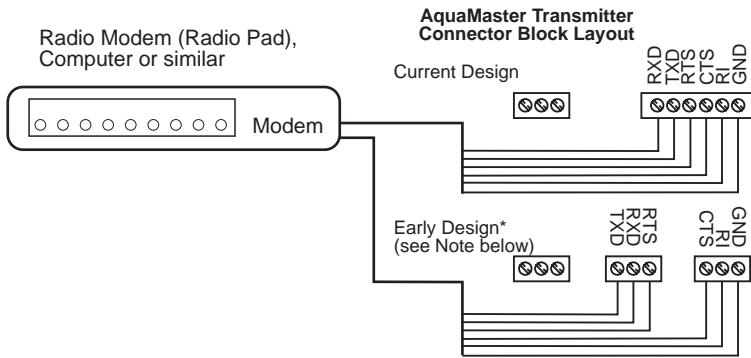 AquaMaster Transmitter
Connector Block Layout
Radio Modem (Radio Pad),
Computer or similar
Current Design
RXD
TXD
RTS
CTS
RI
GND
Modem
Early Design*
(see Note below)
TXD
RXD
RTS
CTS
RI
GND